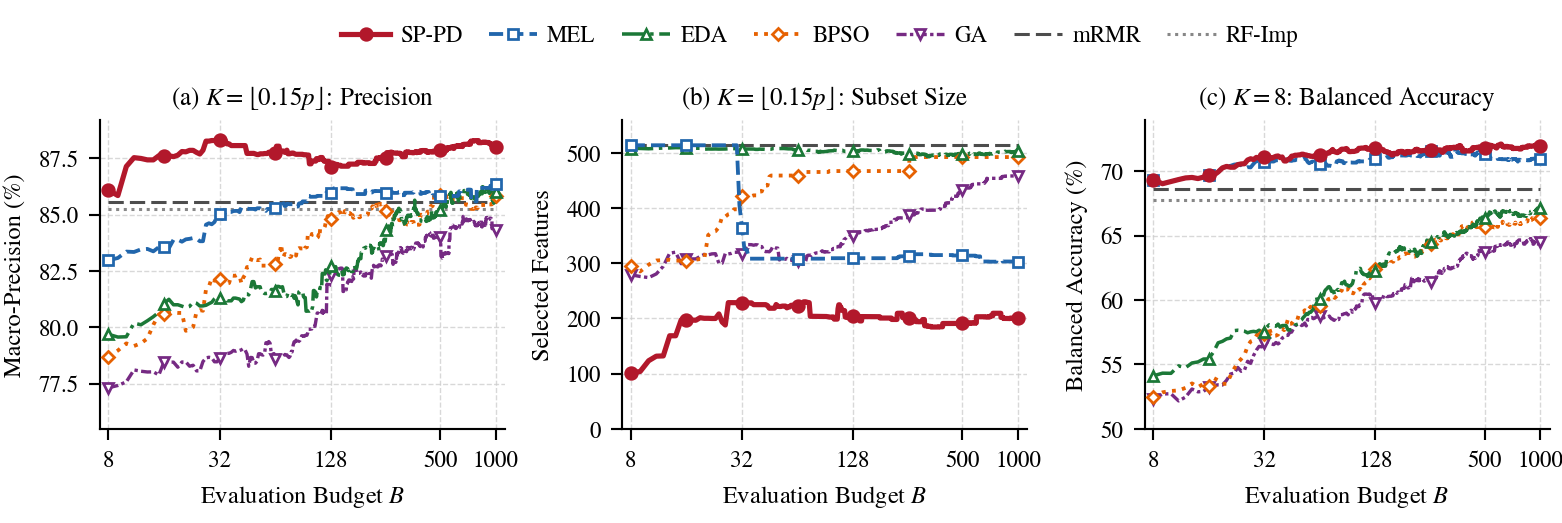 SP-PD MEL EDA BPSO GA mRMR RF-Imp
(a) K = ⌊0.15p⌋: Precision
Macro-Precision (%)
87.5
85.0
82.5
80.0
77.5
8 32 128 500 1000
Evaluation Budget B
(b) K = ⌊0.15p⌋: Subset Size
Selected Features
500
400
300
200
100
0
8 32 128 500 1000
Evaluation Budget B
(c) K = 8: Balanced Accuracy
Balanced Accuracy (%)
70
65
60
55
50
8 32 128 500 1000
Evaluation Budget B